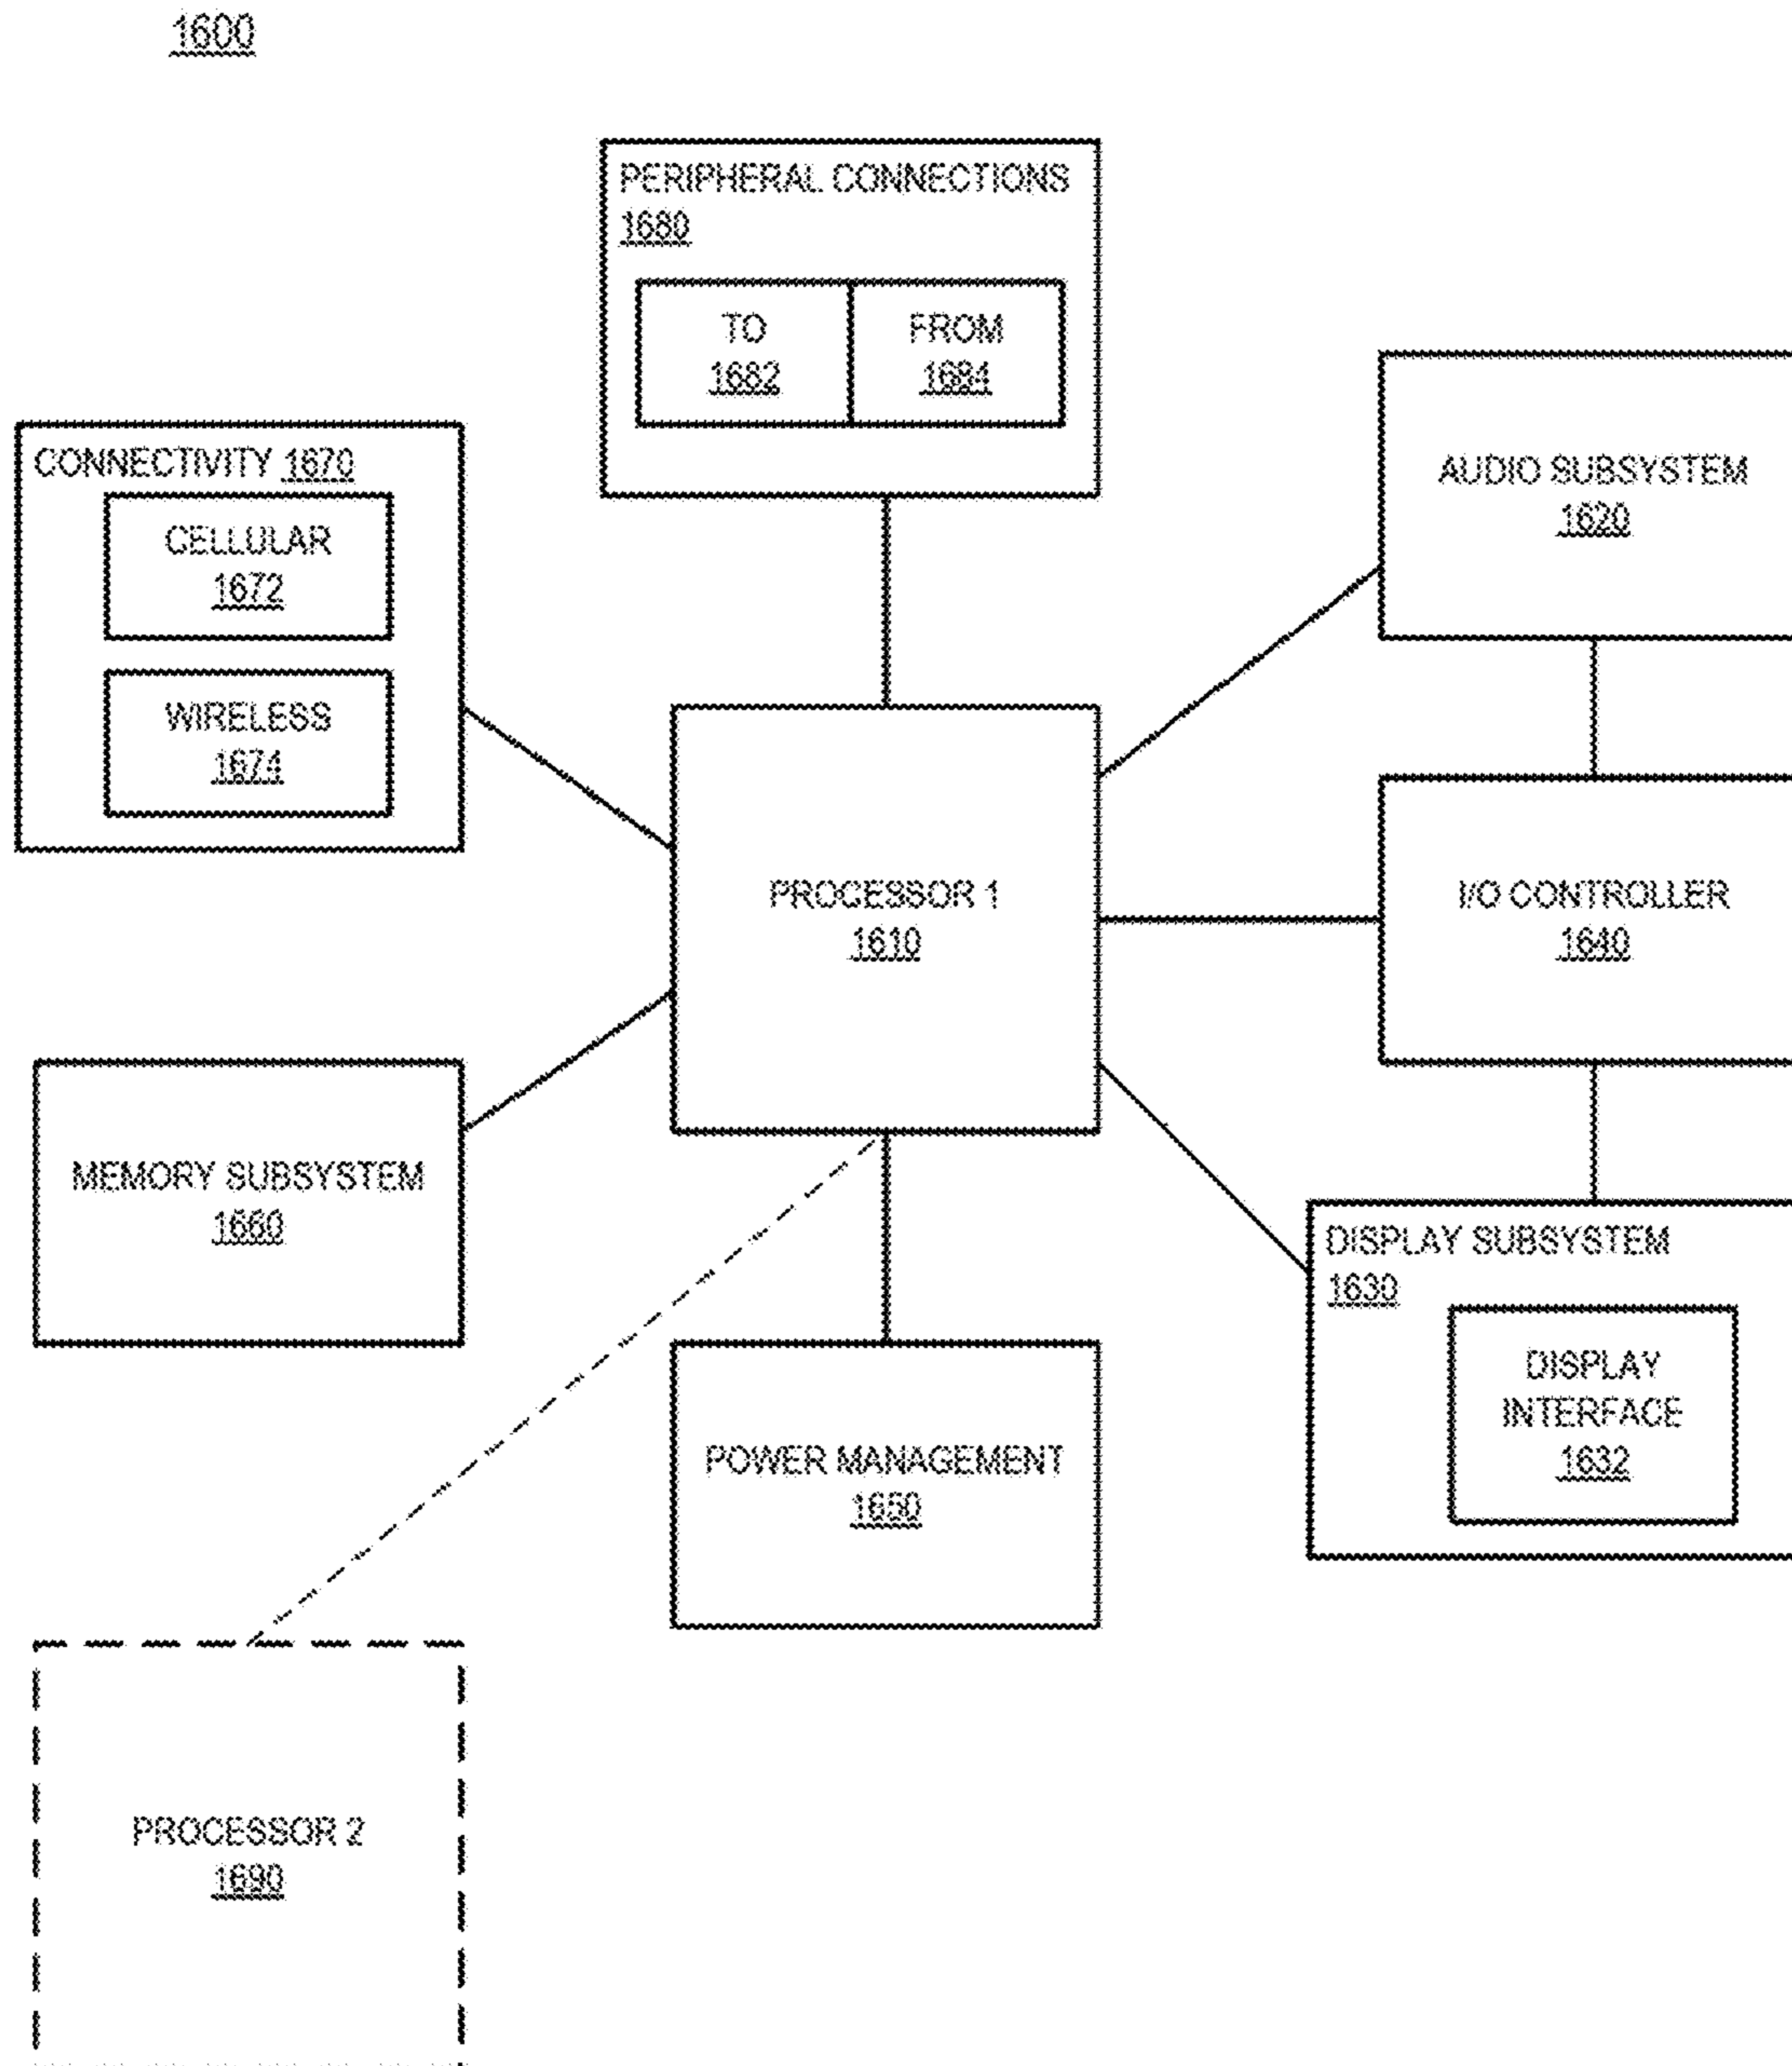 1600
PERIPHERAL CONNECTIONS
1680
TO
1682
FROM
1684
AUDIO SUBSYSTEM
1620
CONNECTIVITY 1670
CELLULAR
1672
WIRELESS
1674
PROCESSOR 1
1610
I/O CONTROLLER
1640
MEMORY SUBSYSTEM
1660
DISPLAY SUBSYSTEM
1630
DISPLAY
INTERFACE
1632
POWER MANAGEMENT
1650
PROCESSOR 2
1690